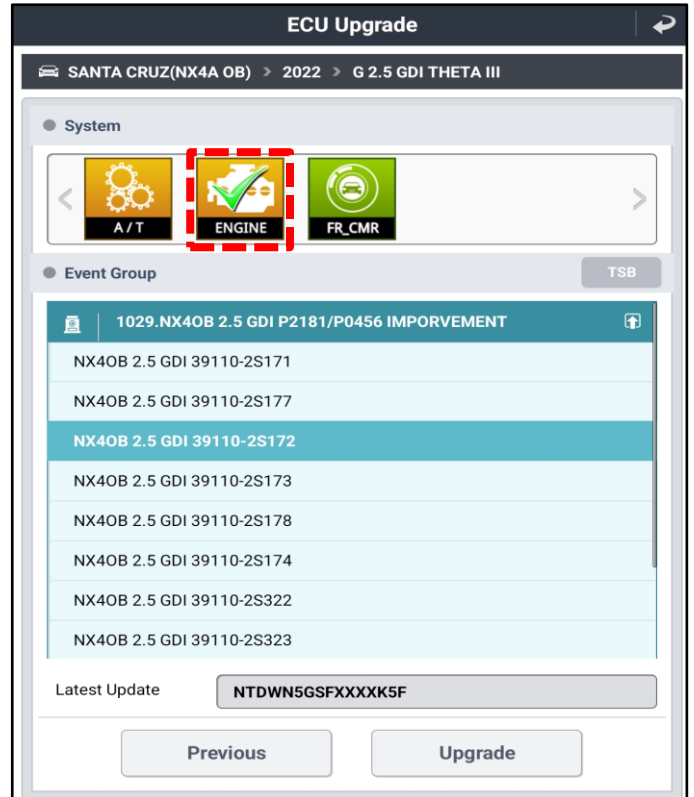 ECU Upgrade
SANTA CRUZ(NX4A OB) > 2022 > G 2.5 GDI THETA III
System
< A/T ENGINE FR_CMR >
Event Group TSB
1029.NX4OB 2.5 GDI P2181/P0456 IMPORVEMENT
NX4OB 2.5 GDI 39110-2S171
NX4OB 2.5 GDI 39110-2S177
NX4OB 2.5 GDI 39110-2S172
NX4OB 2.5 GDI 39110-2S173
NX4OB 2.5 GDI 39110-2S178
NX4OB 2.5 GDI 39110-2S174
NX4OB 2.5 GDI 39110-2S322
NX4OB 2.5 GDI 39110-2S323
Latest Update NTDWN5GSFXXXXK5F
Previous Upgrade